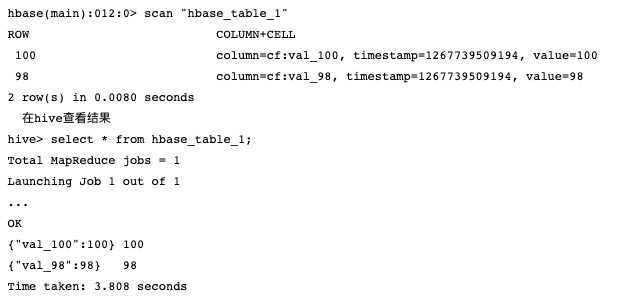 hbase(main):012:0> scan "hbase_table_1"
ROW COLUMN+CELL
100 column=cf:val_100, timestamp=1267739509194, value=100
98 column=cf:val_98, timestamp=1267739509194, value=98
2 row(s) in 0.0080 seconds
在hive查看结果
hive> select * from hbase_table_1;
Total MapReduce jobs = 1
Launching Job 1 out of 1
...
OK
{"val_100":100} 100
{"val_98":98} 98
Time taken: 3.808 seconds